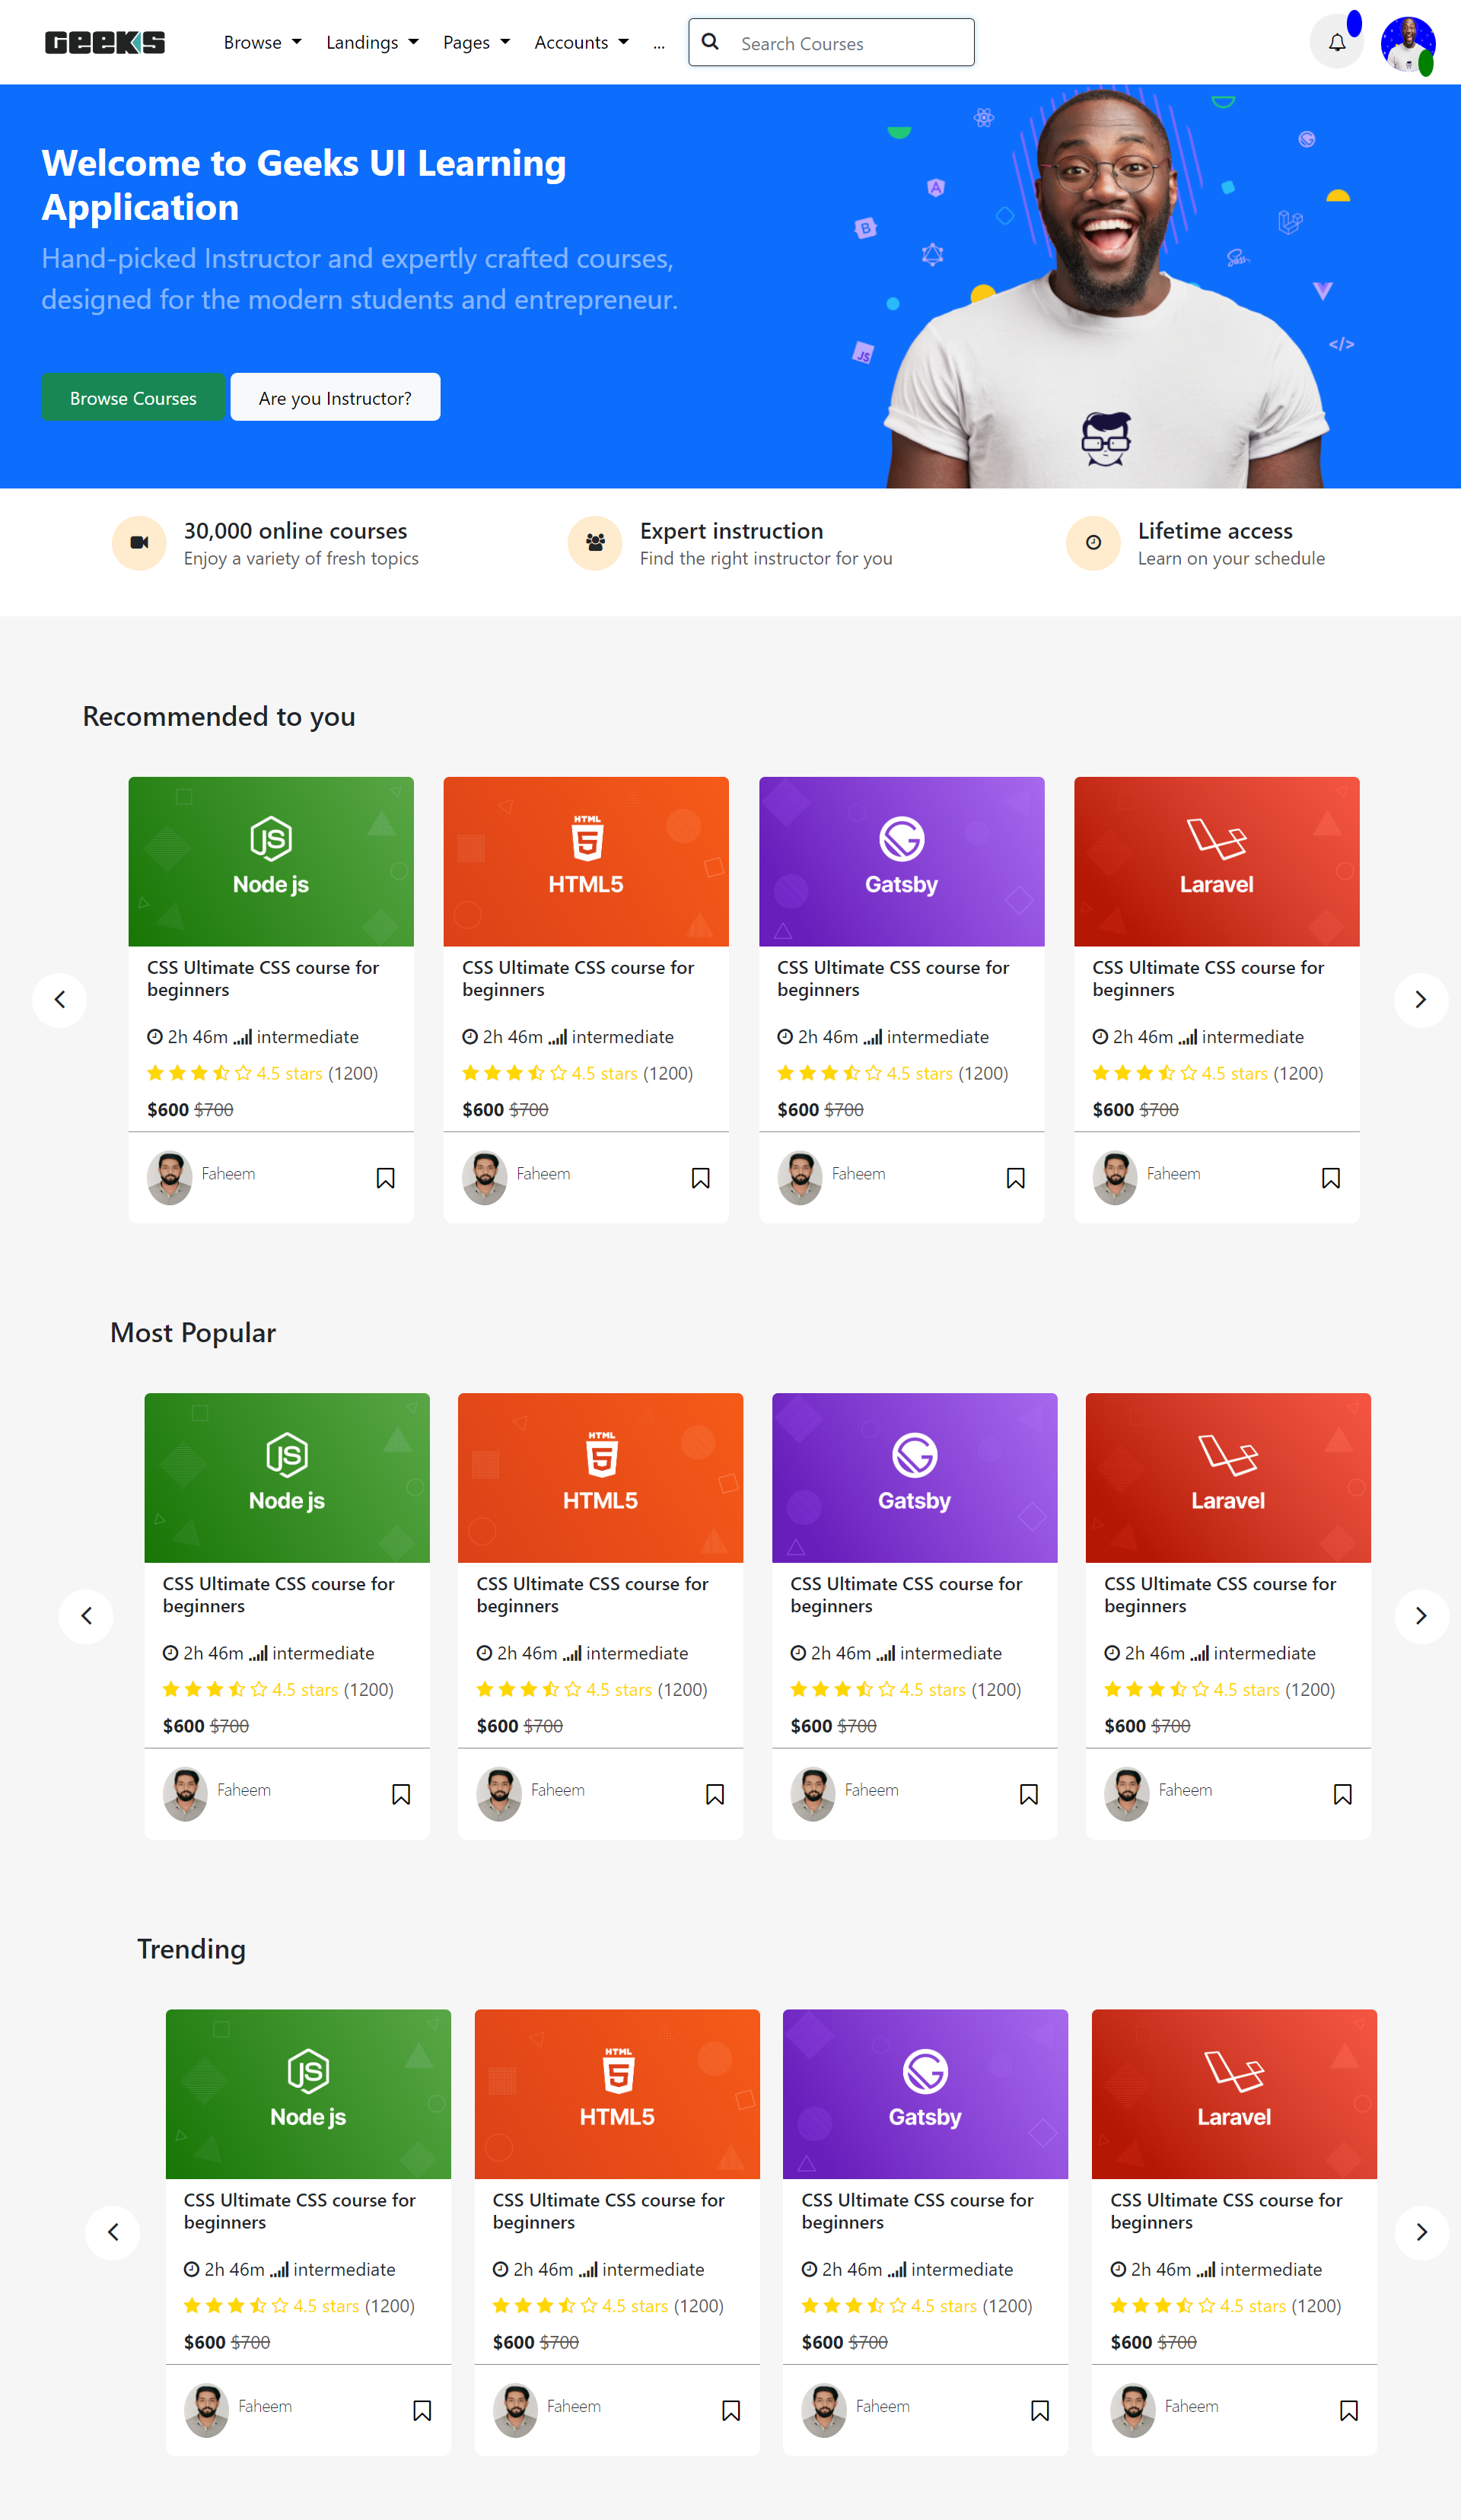 GEEKS
Browse Landings Pages Accounts ... Search Courses
Welcome to Geeks UI Learning
Application
Hand-picked Instructor and expertly crafted courses,
designed for the modern students and entrepreneur.
Browse Courses Are you Instructor?
A
B
JS
Sass
</>
30,000 online courses
Enjoy a variety of fresh topics
Expert instruction
Find the right instructor for you
Lifetime access
Learn on your schedule
Recommended to you
JS
Node js
HTML
5
HTML5
G
Gatsby
Laravel
CSS Ultimate CSS course for
beginners
2h 46m intermediate
4.5 stars (1200)
$600 $700
Faheem
CSS Ultimate CSS course for
beginners
2h 46m intermediate
4.5 stars (1200)
$600 $700
Faheem
CSS Ultimate CSS course for
beginners
2h 46m intermediate
4.5 stars (1200)
$600 $700
Faheem
CSS Ultimate CSS course for
beginners
2h 46m intermediate
4.5 stars (1200)
$600 $700
Faheem
Most Popular
JS
Node js
HTML
5
HTML5
G
Gatsby
Laravel
CSS Ultimate CSS course for
beginners
2h 46m intermediate
4.5 stars (1200)
$600 $700
Faheem
CSS Ultimate CSS course for
beginners
2h 46m intermediate
4.5 stars (1200)
$600 $700
Faheem
CSS Ultimate CSS course for
beginners
2h 46m intermediate
4.5 stars (1200)
$600 $700
Faheem
CSS Ultimate CSS course for
beginners
2h 46m intermediate
4.5 stars (1200)
$600 $700
Faheem
Trending
JS
Node js
HTML
5
HTML5
G
Gatsby
Laravel
CSS Ultimate CSS course for
beginners
2h 46m intermediate
4.5 stars (1200)
$600 $700
Faheem
CSS Ultimate CSS course for
beginners
2h 46m intermediate
4.5 stars (1200)
$600 $700
Faheem
CSS Ultimate CSS course for
beginners
2h 46m intermediate
4.5 stars (1200)
$600 $700
Faheem
CSS Ultimate CSS course for
beginners
2h 46m intermediate
4.5 stars (1200)
$600 $700
Faheem